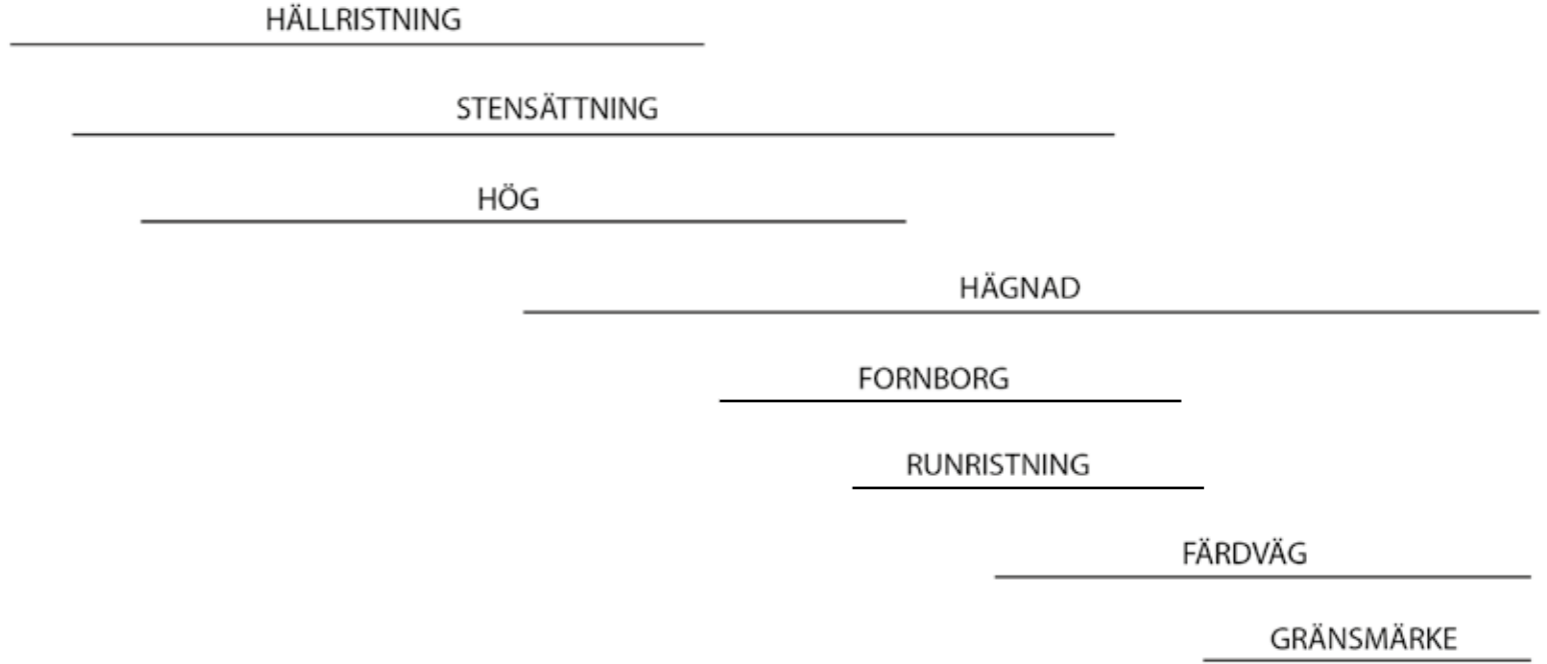 HÄLLRISTNING
STENSÄTTNING
HÖG
HÄGNAD
FORNBORG
RUNRISTNING
FÄRDVÄG
GRÄNSMÄRKE